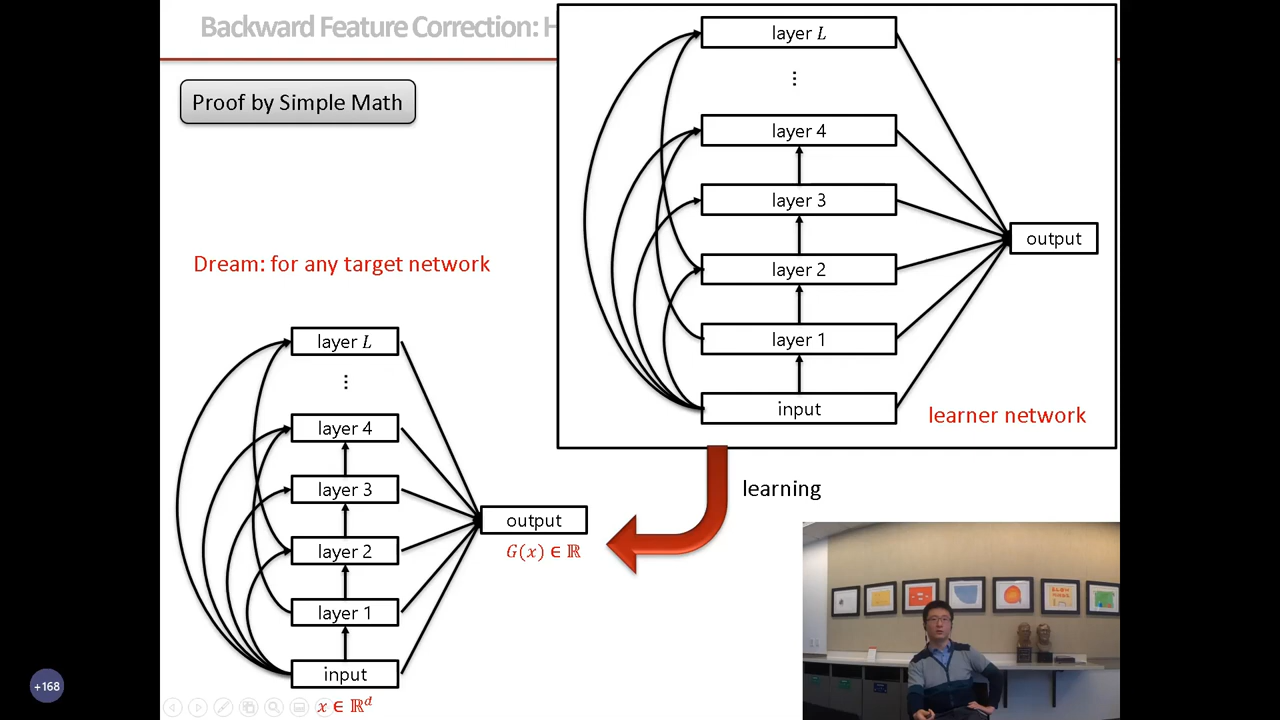 Backward Feature Correction:
Proof by Simple Math
layer L
⋮
layer 4
layer 3
layer 2
layer 1
input
output
learner network
Dream: for any target network
layer L
⋮
layer 4
layer 3
layer 2
layer 1
input
output
G(x) ∈ ℝ
x ∈ ℝᵈ
learning
+168